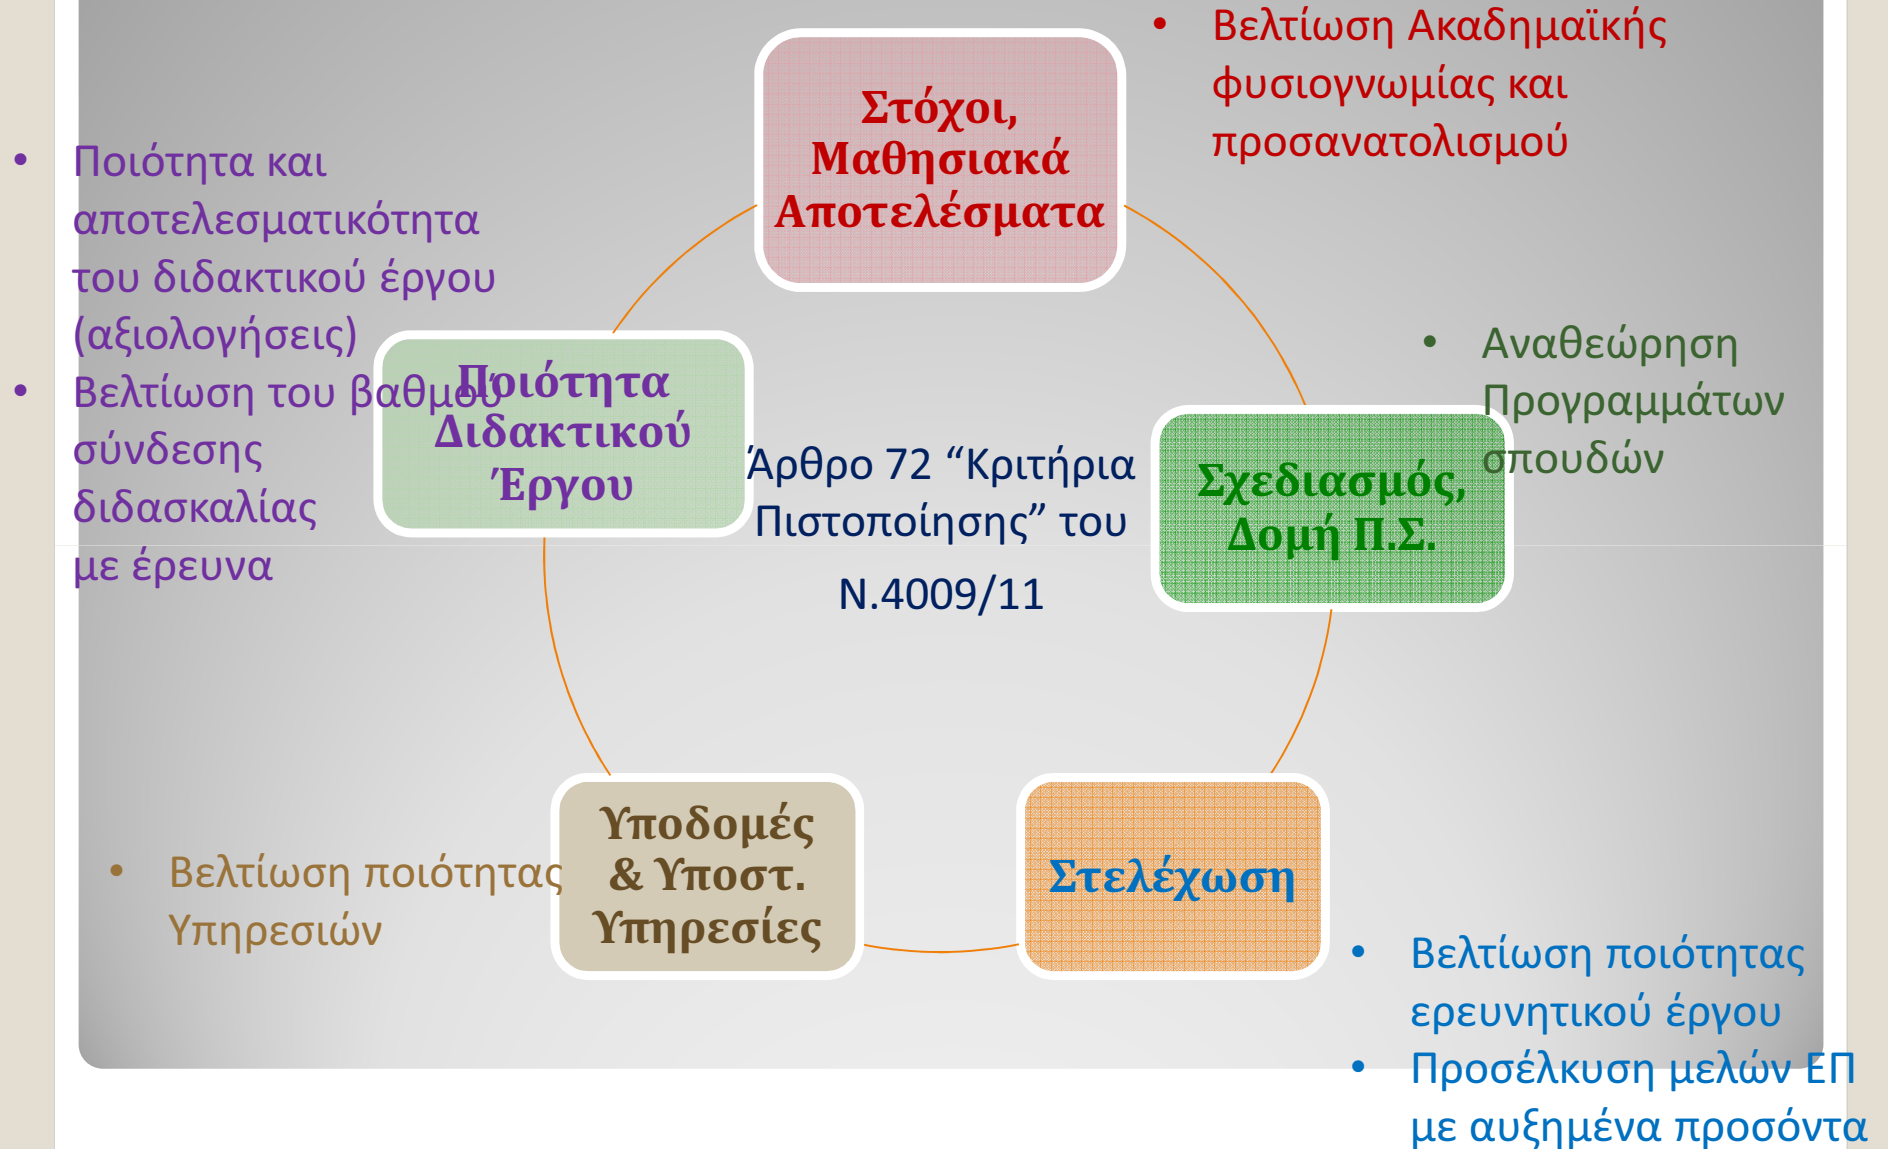 • Βελτίωση Ακαδημαϊκής
φυσιογνωμίας και
προσανατολισμού
Στόχοι,
Μαθησιακά
Αποτελέσματα
• Ποιότητα και
αποτελεσματικότητα
του διδακτικού έργου
(αξιολογήσεις)
• Βελτίωση του βαθμού
σύνδεσης
διδασκαλίας
με έρευνα
Ποιότητα
Διδακτικού
Έργου
Άρθρο 72 “Κριτήρια
Πιστοποίησης” του
Ν.4009/11
• Αναθεώρηση
Προγραμμάτων
σπουδών
Σχεδιασμός,
Δομή Π.Σ.
• Βελτίωση ποιότητας
Υπηρεσιών
Υποδομές
& Υποστ.
Υπηρεσίες
Στελέχωση
• Βελτίωση ποιότητας
ερευνητικού έργου
• Προσέλκυση μελών ΕΠ
με αυξημένα προσόντα